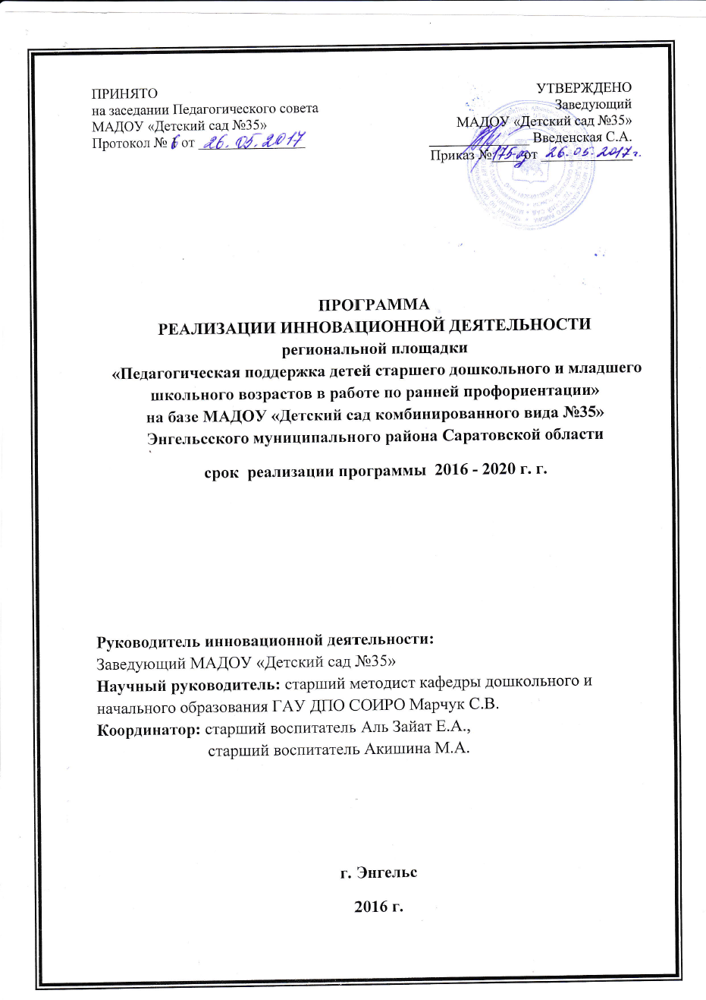 ПРИНЯТО
на заседании Педагогического совета
МАДОУ «Детский сад №35»
Протокол № 6 от 26.05.2017
УТВЕРЖДЕНО
Заведующий
МАДОУ «Детский сад №35»
Введенская С.А.
Приказ №175-од от 26.05.2017г.
ПРОГРАММА
РЕАЛИЗАЦИИ ИННОВАЦИОННОЙ ДЕЯТЕЛЬНОСТИ
региональной площадки
«Педагогическая поддержка детей старшего дошкольного и младшего
школьного возрастов в работе по ранней профориентации»
на базе МАДОУ «Детский сад комбинированного вида №35»
Энгельсского муниципального района Саратовской области
срок реализации программы 2016 - 2020 г. г.
Руководитель инновационной деятельности:
Заведующий МАДОУ «Детский сад №35»
Научный руководитель: старший методист кафедры дошкольного и
начального образования ГАУ ДПО СОИРО Марчук С.В.
Координатор: старший воспитатель Аль Зайат Е.А.,
старший воспитатель Акишина М.А.
г. Энгельс
2016 г.